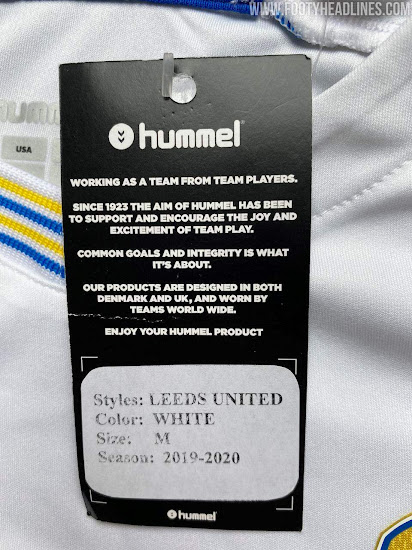 WWW.FOOTYHEADLINES.COM
hummel
USA
hummel
WORKING AS A TEAM FROM TEAM PLAYERS.
SINCE 1923 THE AIM OF HUMMEL HAS BEEN
TO SUPPORT AND ENCOURAGE THE JOY AND
EXCITEMENT OF TEAM PLAY.
COMMON GOALS AND INTEGRITY IS WHAT
IT'S ABOUT.
OUR PRODUCTS ARE DESIGNED IN BOTH
DENMARK AND UK, AND WORN BY
TEAMS WORLD WIDE.
ENJOY YOUR HUMMEL PRODUCT
Styles: LEEDS UNITED
Color: WHITE
Size: M
Season: 2019-2020
hummel